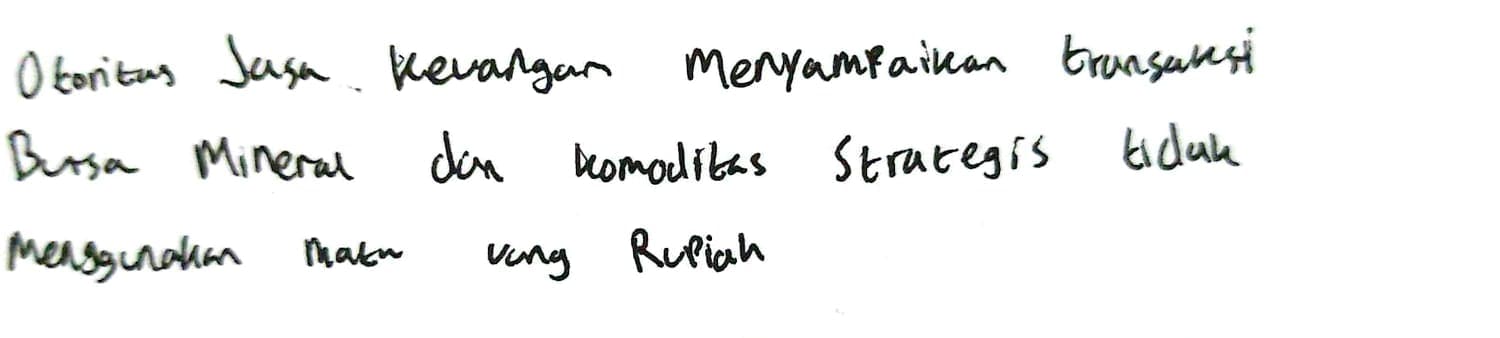 Otoritas Jasa Keuangan Menyampaikan transaksi
Bursa Mineral dan komoditas Strategis tidak
Menggunakan Mata uang Rupiah